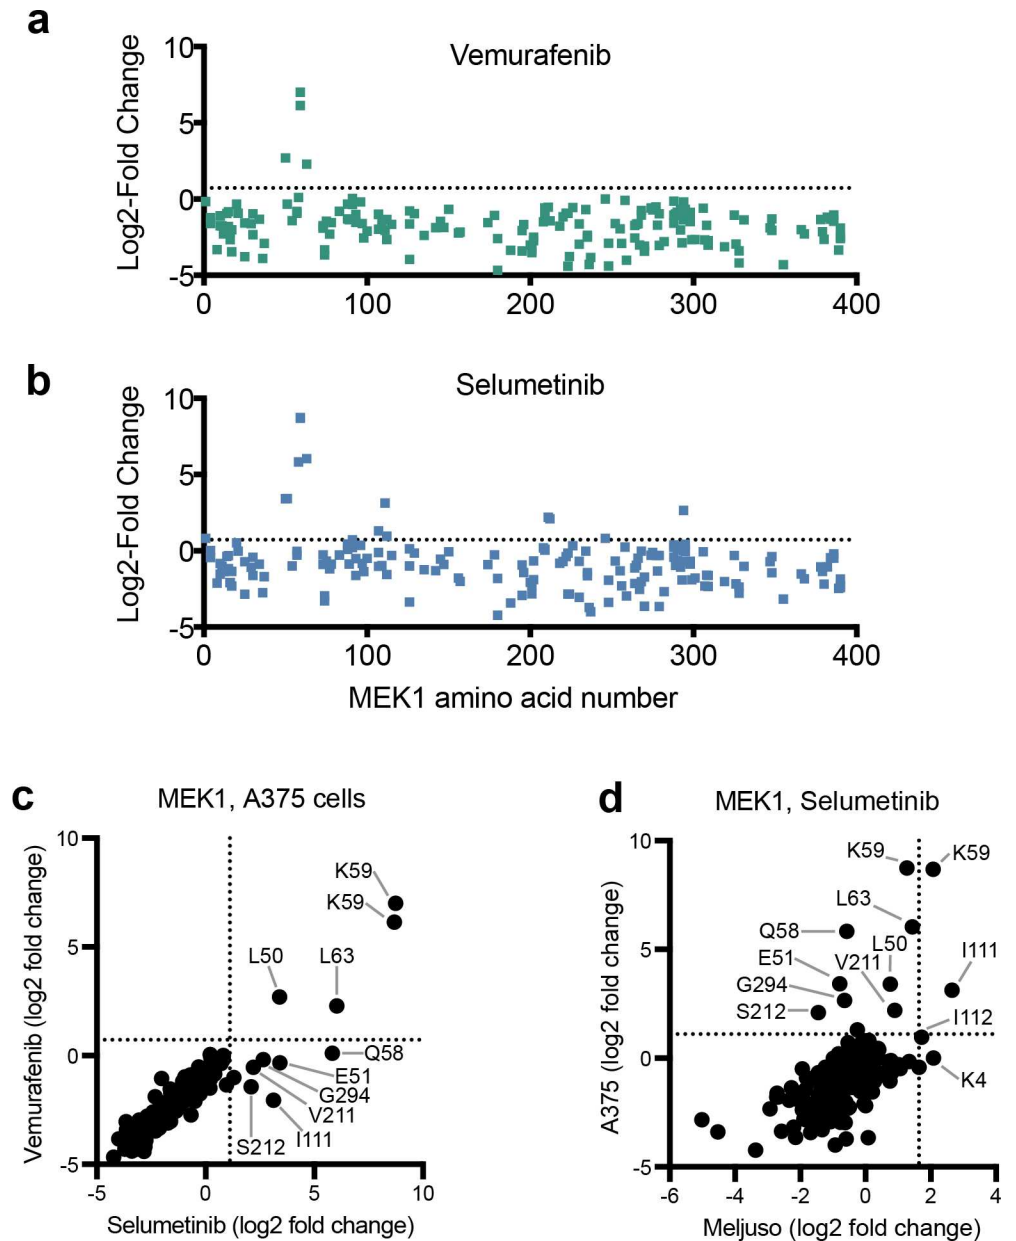 a
Vemurafenib
Log2-Fold Change
10
5
0
-5
0 100 200 300 400
b
Selumetinib
Log2-Fold Change
10
5
0
-5
0 100 200 300 400
MEK1 amino acid number
c
MEK1, A375 cells
Vemurafenib (log2 fold change)
10
5
0
-5
K59
K59
L50 L63
Q58
E51
G294
V211
I111
S212
-5 0 5 10
Selumetinib (log2 fold change)
d
MEK1, Selumetinib
A375 (log2 fold change)
10
5
0
-5
K59 K59
L63
Q58
L50
E51 V211 I111
G294
S212
I112
K4
-6 -4 -2 0 2 4
Meljuso (log2 fold change)